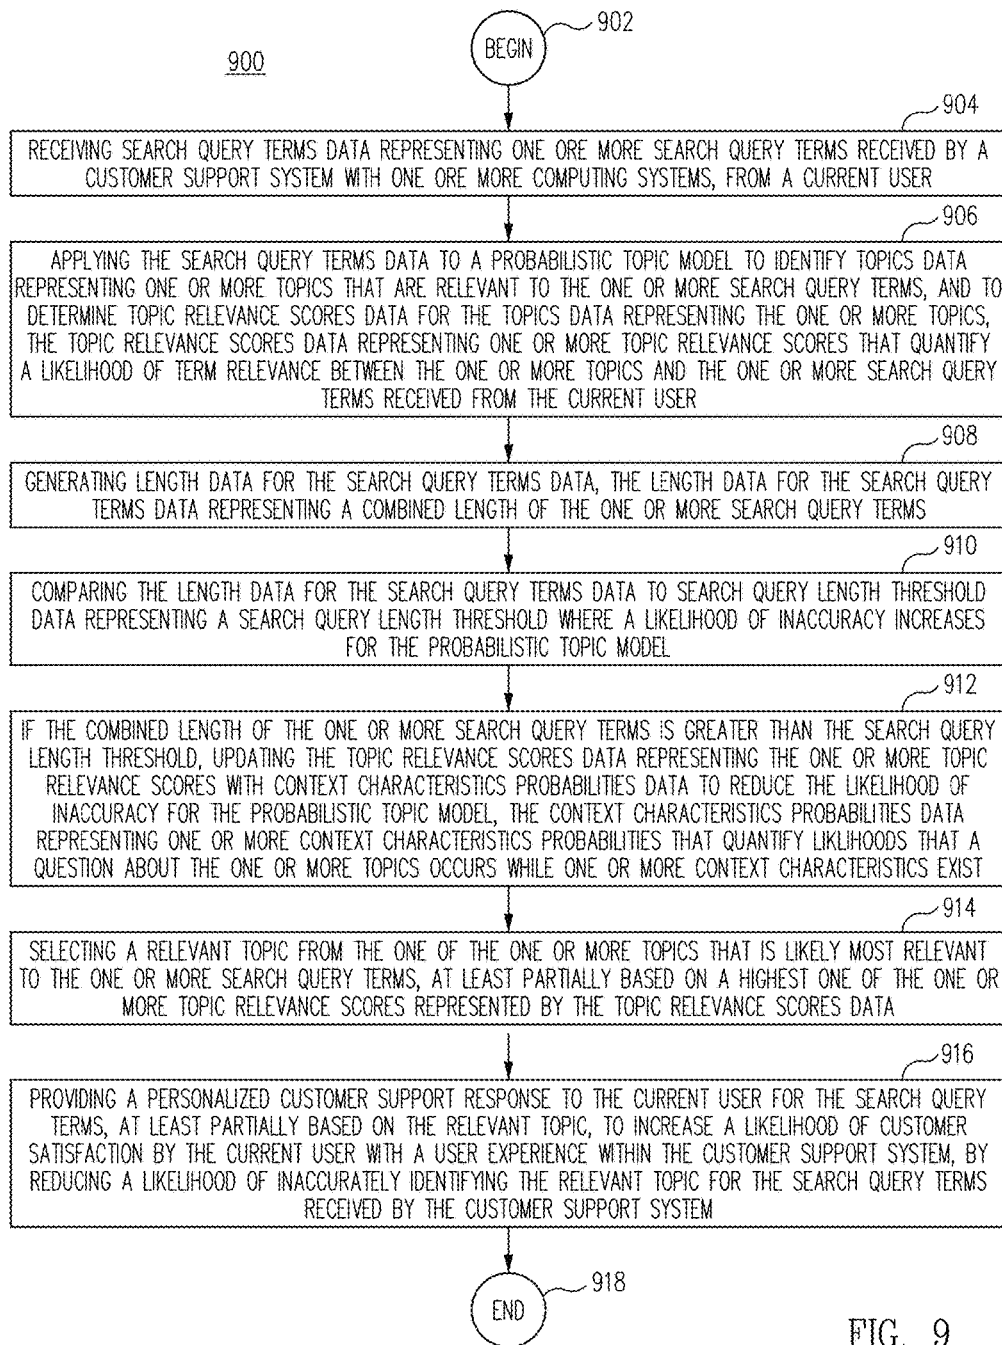 902
BEGIN
900
904
RECEIVING SEARCH QUERY TERMS DATA REPRESENTING ONE ORE MORE SEARCH QUERY TERMS RECEIVED BY A
CUSTOMER SUPPORT SYSTEM WITH ONE ORE MORE COMPUTING SYSTEMS, FROM A CURRENT USER
906
APPLYING THE SEARCH QUERY TERMS DATA TO A PROBABILISTIC TOPIC MODEL TO IDENTIFY TOPICS DATA
REPRESENTING ONE OR MORE TOPICS THAT ARE RELEVANT TO THE ONE OR MORE SEARCH QUERY TERMS, AND TO
DETERMINE TOPIC RELEVANCE SCORES DATA FOR THE TOPICS DATA REPRESENTING THE ONE OR MORE TOPICS,
THE TOPIC RELEVANCE SCORES DATA REPRESENTING ONE OR MORE TOPIC RELEVANCE SCORES THAT QUANTIFY
A LIKELIHOOD OF TERM RELEVANCE BETWEEN THE ONE OR MORE TOPICS AND THE ONE OR MORE SEARCH QUERY
TERMS RECEIVED FROM THE CURRENT USER
908
GENERATING LENGTH DATA FOR THE SEARCH QUERY TERMS DATA, THE LENGTH DATA FOR THE SEARCH QUERY
TERMS DATA REPRESENTING A COMBINED LENGTH OF THE ONE OR MORE SEARCH QUERY TERMS
910
COMPARING THE LENGTH DATA FOR THE SEARCH QUERY TERMS DATA TO SEARCH QUERY LENGTH THRESHOLD
DATA REPRESENTING A SEARCH QUERY LENGTH THRESHOLD WHERE A LIKELIHOOD OF INACCURACY INCREASES
FOR THE PROBABILISTIC TOPIC MODEL
912
IF THE COMBINED LENGTH OF THE ONE OR MORE SEARCH QUERY TERMS IS GREATER THAN THE SEARCH QUERY
LENGTH THRESHOLD, UPDATING THE TOPIC RELEVANCE SCORES DATA REPRESENTING THE ONE OR MORE TOPIC
RELEVANCE SCORES WITH CONTEXT CHARACTERISTICS PROBABILITIES DATA TO REDUCE THE LIKELIHOOD OF
INACCURACY FOR THE PROBABILISTIC TOPIC MODEL, THE CONTEXT CHARACTERISTICS PROBABILITIES DATA
REPRESENTING ONE OR MORE CONTEXT CHARACTERISTICS PROBABILITIES THAT QUANTIFY LIKLIHOODS THAT A
QUESTION ABOUT THE ONE OR MORE TOPICS OCCURS WHILE ONE OR MORE CONTEXT CHARACTERISTICS EXIST
914
SELECTING A RELEVANT TOPIC FROM THE ONE OF THE ONE OR MORE TOPICS THAT IS LIKELY MOST RELEVANT
TO THE ONE OR MORE SEARCH QUERY TERMS, AT LEAST PARTIALLY BASED ON A HIGHEST ONE OF THE ONE OR
MORE TOPIC RELEVANCE SCORES REPRESENTED BY THE TOPIC RELEVANCE SCORES DATA
916
PROVIDING A PERSONALIZED CUSTOMER SUPPORT RESPONSE TO THE CURRENT USER FOR THE SEARCH QUERY
TERMS, AT LEAST PARTIALLY BASED ON THE RELEVANT TOPIC, TO INCREASE A LIKELIHOOD OF CUSTOMER
SATISFACTION BY THE CURRENT USER WITH A USER EXPERIENCE WITHIN THE CUSTOMER SUPPORT SYSTEM, BY
REDUCING A LIKELIHOOD OF INACCURATELY IDENTIFYING THE RELEVANT TOPIC FOR THE SEARCH QUERY TERMS
RECEIVED BY THE CUSTOMER SUPPORT SYSTEM
918
END
FIG. 9